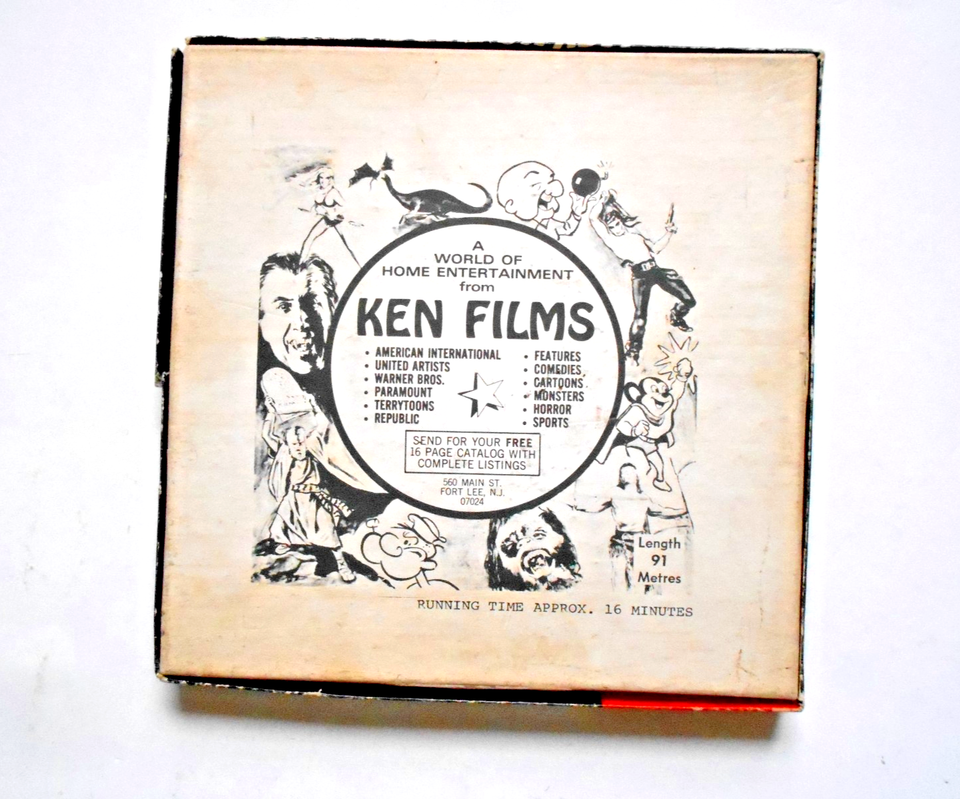 A
WORLD OF
HOME ENTERTAINMENT
from
KEN FILMS
• AMERICAN INTERNATIONAL
• UNITED ARTISTS
• WARNER BROS.
• PARAMOUNT
• TERRYTOONS
• REPUBLIC
• FEATURES
• COMEDIES
• CARTOONS
• MONSTERS
• HORROR
• SPORTS
SEND FOR YOUR FREE
16 PAGE CATALOG WITH
COMPLETE LISTINGS
560 MAIN ST.
FORT LEE, N.J.
07024
Length
91
Metres
RUNNING TIME APPROX. 16 MINUTES